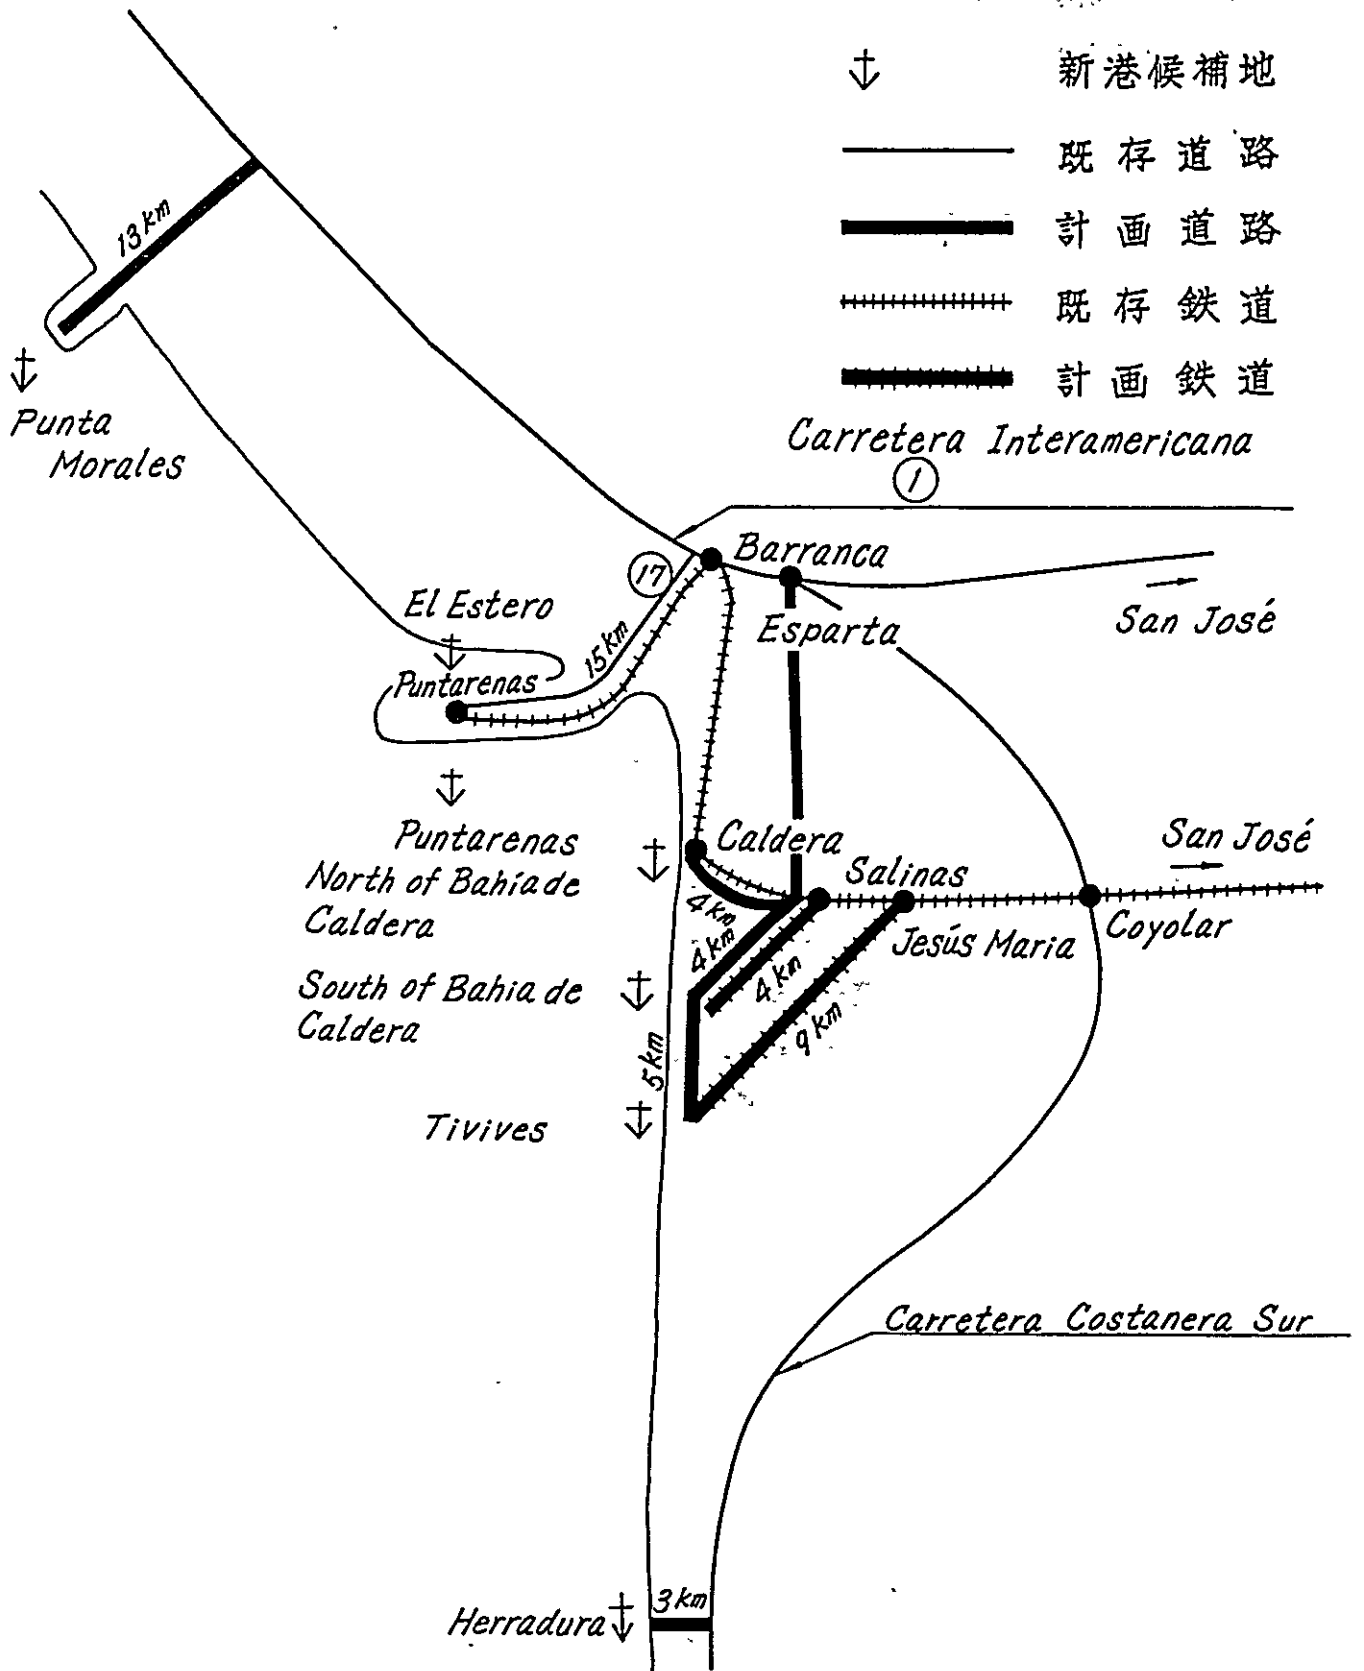 新港候補地
既存道路
計画道路
既存鉄道
計画鉄道
Carretera Interamericana
1
13 km
Punta
Morales
Barranca
17
San José
El Estero
Esparta
15 km
Puntarenas
Puntarenas
Caldera
San José
North of Bahía de
Caldera
Salinas
4 km
Jesús Maria
Coyolar
4 km
South of Bahia de
Caldera
4 km
9 km
5 km
Tivives
Carretera Costanera Sur
Herradura
3 km